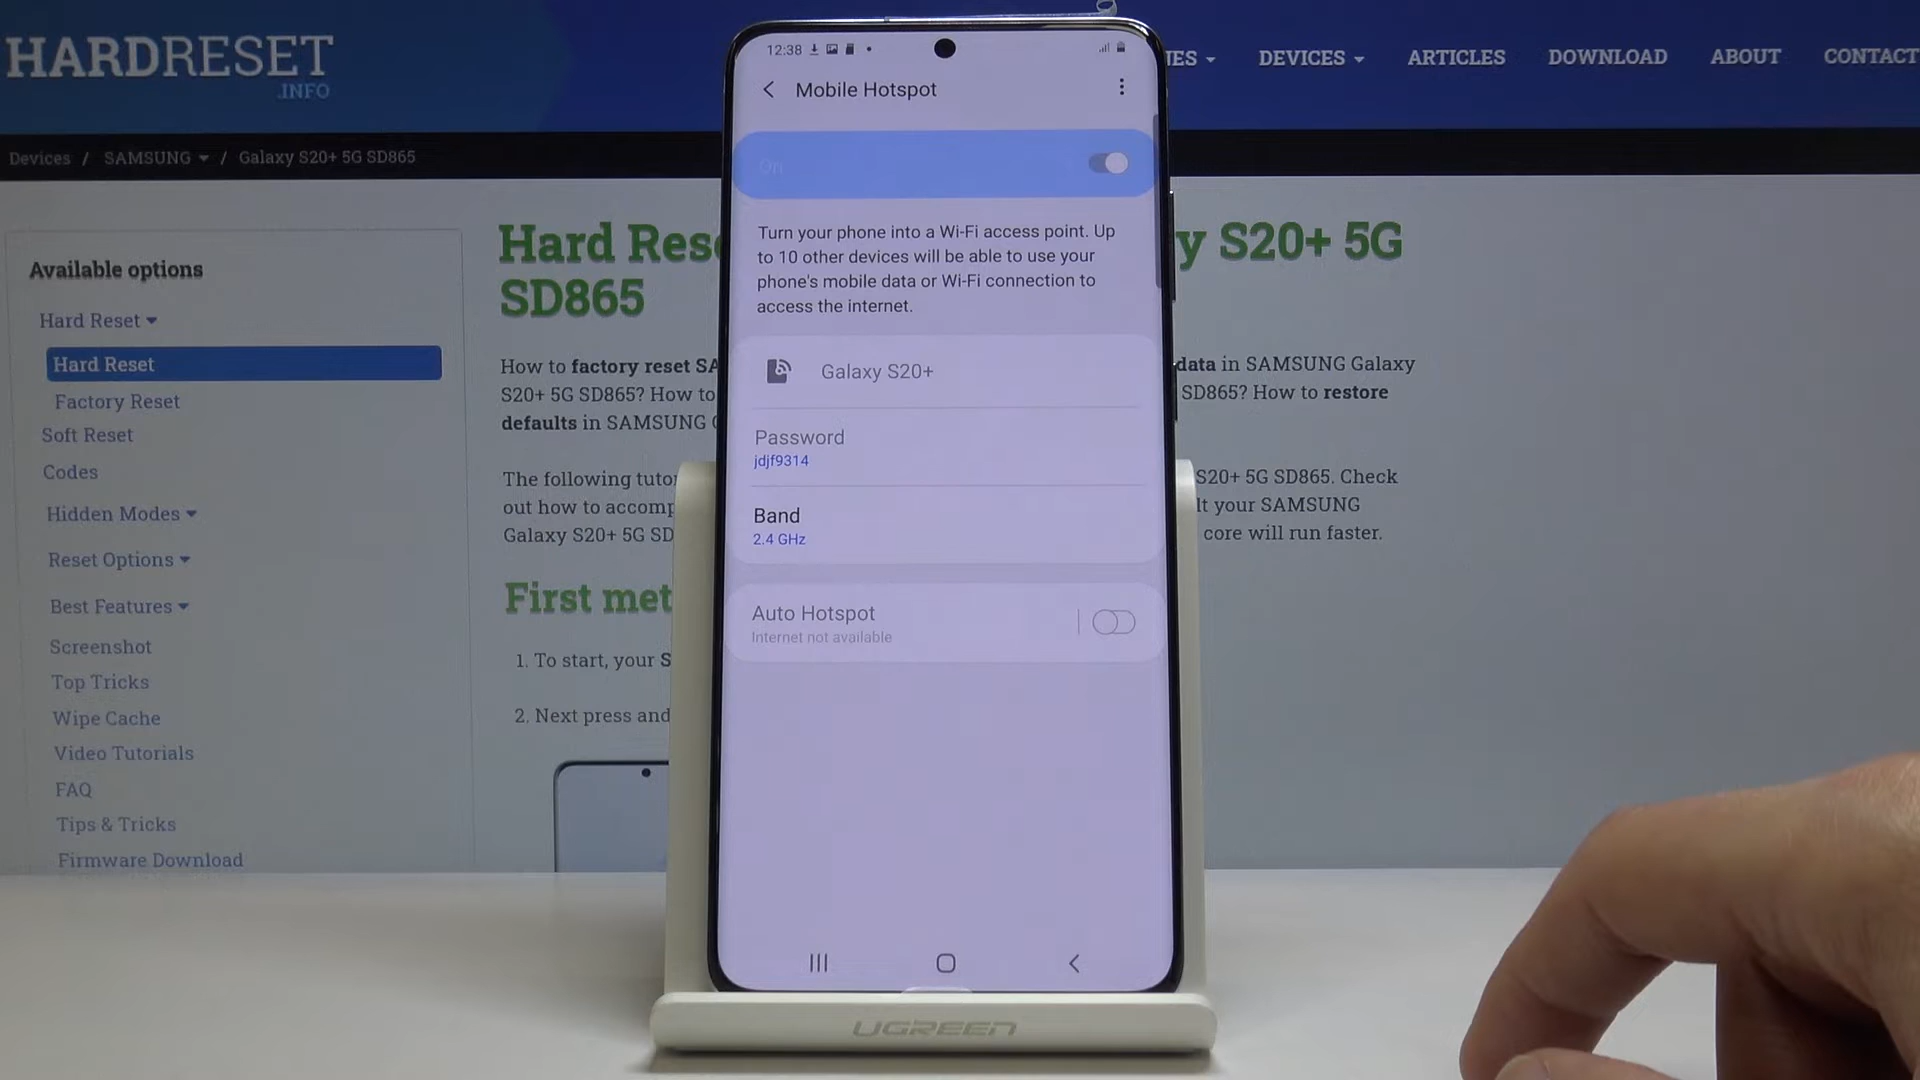 HARDRESET
.INFO
IES
DEVICES
ARTICLES
DOWNLOAD
ABOUT
CONTACT
Devices / SAMSUNG / Galaxy S20+ 5G SD865
Available options
Hard Reset
Hard Reset
Factory Reset
Soft Reset
Codes
Hidden Modes
Reset Options
Best Features
Screenshot
Top Tricks
Wipe Cache
Video Tutorials
FAQ
Tips & Tricks
Firmware Download
Hard Res
y S20+ 5G
SD865
How to factory reset SA
data in SAMSUNG Galaxy
S20+ 5G SD865? How to
SD865? How to restore
defaults in SAMSUNG
The following tuto
S20+ 5G SD865. Check
out how to accomp
lt your SAMSUNG
Galaxy S20+ 5G SD
core will run faster.
First met
1. To start, your S
2. Next press and
12:38
Mobile Hotspot
On
Turn your phone into a Wi-Fi access point. Up
to 10 other devices will be able to use your
phone's mobile data or Wi-Fi connection to
access the internet.
Galaxy S20+
Password
jdjf9314
Band
2.4 GHz
Auto Hotspot
Internet not available
UGREEN